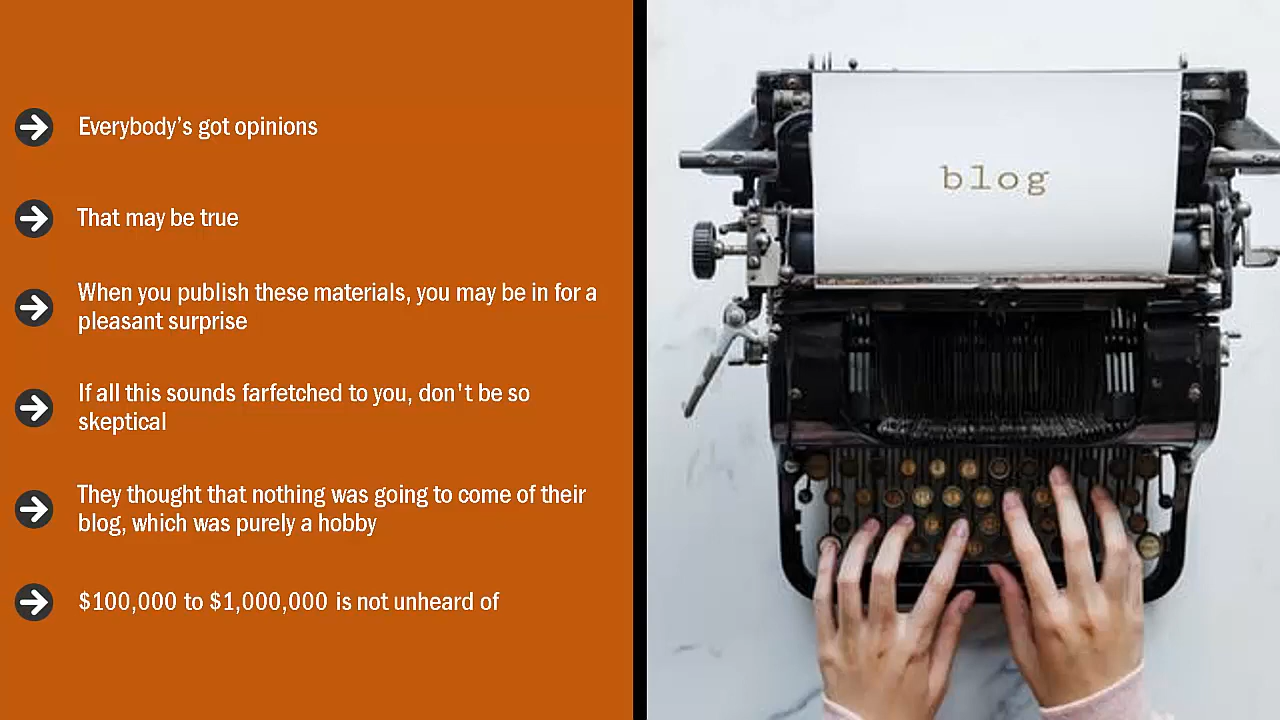 Everybody's got opinions
That may be true
When you publish these materials, you may be in for a
pleasant surprise
If all this sounds farfetched to you, don't be so
skeptical
They thought that nothing was going to come of their
blog, which was purely a hobby
$100,000 to $1,000,000 is not unheard of
blog